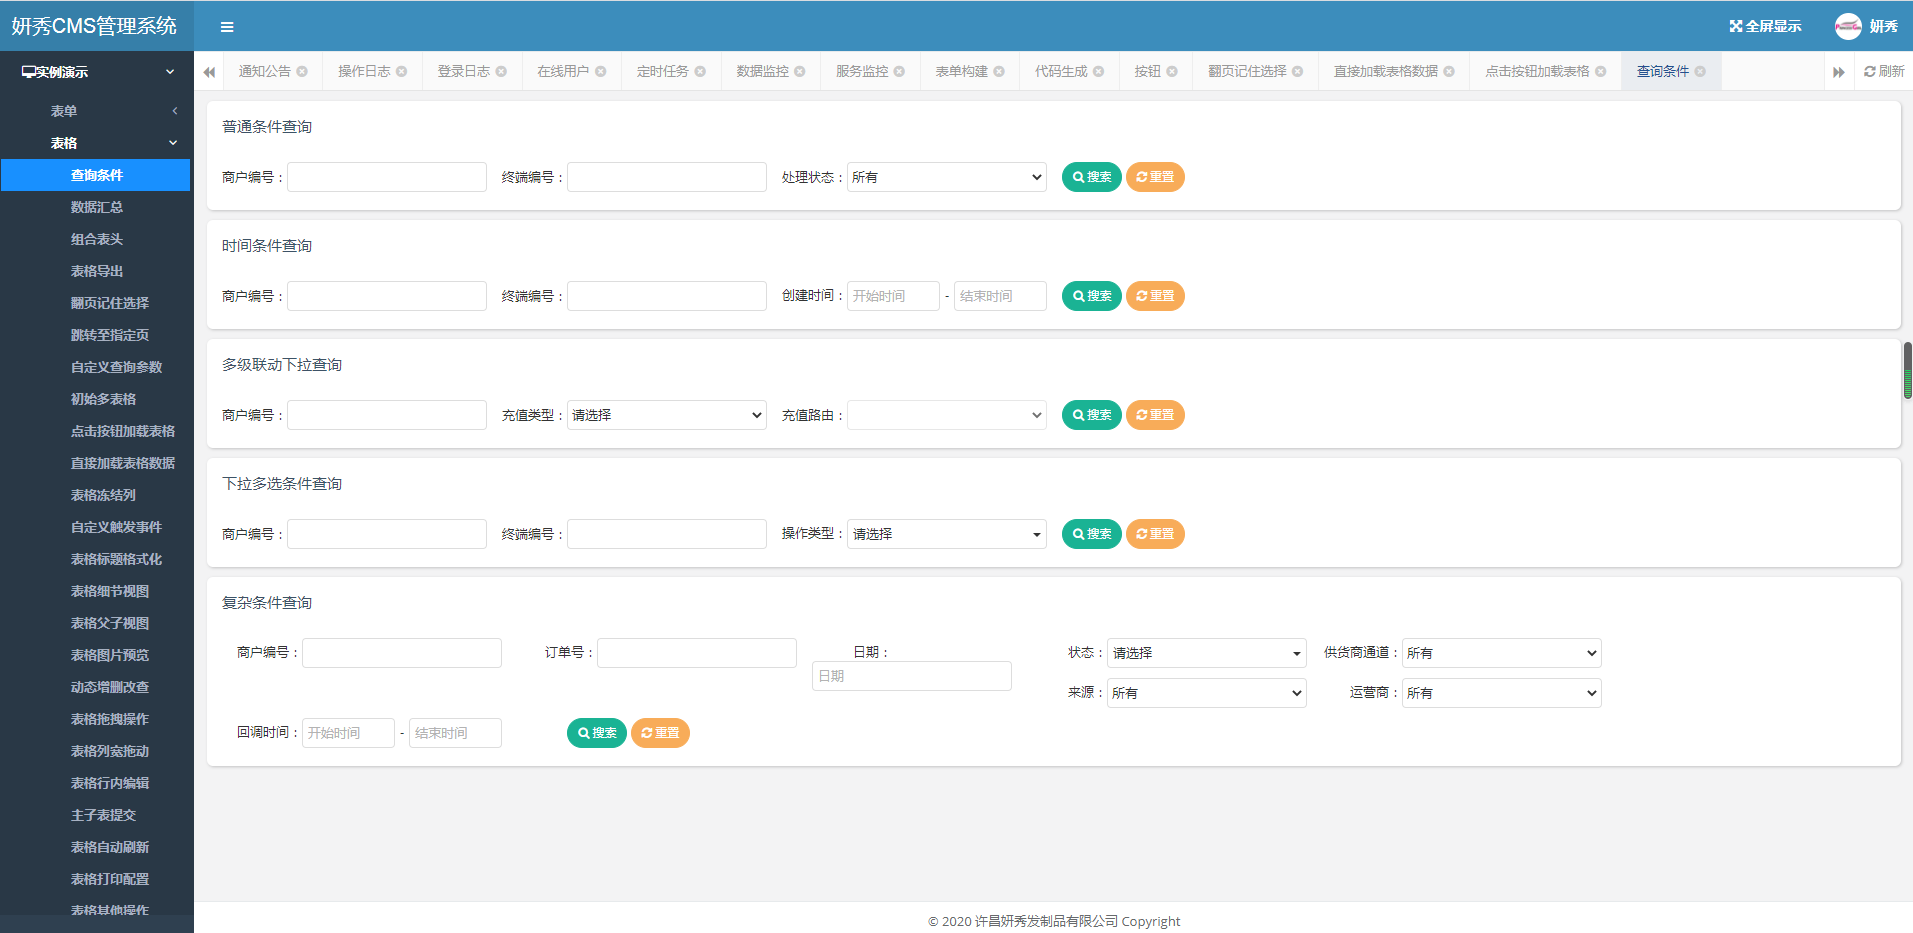 妍秀CMS管理系统
全屏显示
妍秀
实例演示
表单
表格
查询条件
数据汇总
组合表头
表格导出
翻页记住选择
跳转至指定页
自定义查询参数
初始多表格
点击按钮加载表格
直接加载表格数据
表格冻结列
自定义触发事件
表格标题格式化
表格细节视图
表格父子视图
表格图片预览
动态增删改查
表格拖拽操作
表格列宽拖动
表格行内编辑
主子表提交
表格自动刷新
表格打印配置
表格其他操作
通知公告 操作日志 登录日志 在线用户 定时任务 数据监控 服务监控 表单构建 代码生成 按钮 翻页记住选择 直接加载表格数据 点击按钮加载表格 查询条件 刷新
普通条件查询
商户编号： 终端编号： 处理状态： 所有 搜索 重置
时间条件查询
商户编号： 终端编号： 创建时间： 开始时间 - 结束时间 搜索 重置
多级联动下拉查询
商户编号： 充值类型： 请选择 充值路由： 搜索 重置
下拉多选条件查询
商户编号： 终端编号： 操作类型： 请选择 搜索 重置
复杂条件查询
商户编号： 订单号： 日期： 状态： 请选择 供货商通道： 所有
日期
来源： 所有 运营商： 所有
回调时间： 开始时间 - 结束时间 搜索 重置
© 2020 许昌妍秀发制品有限公司 Copyright